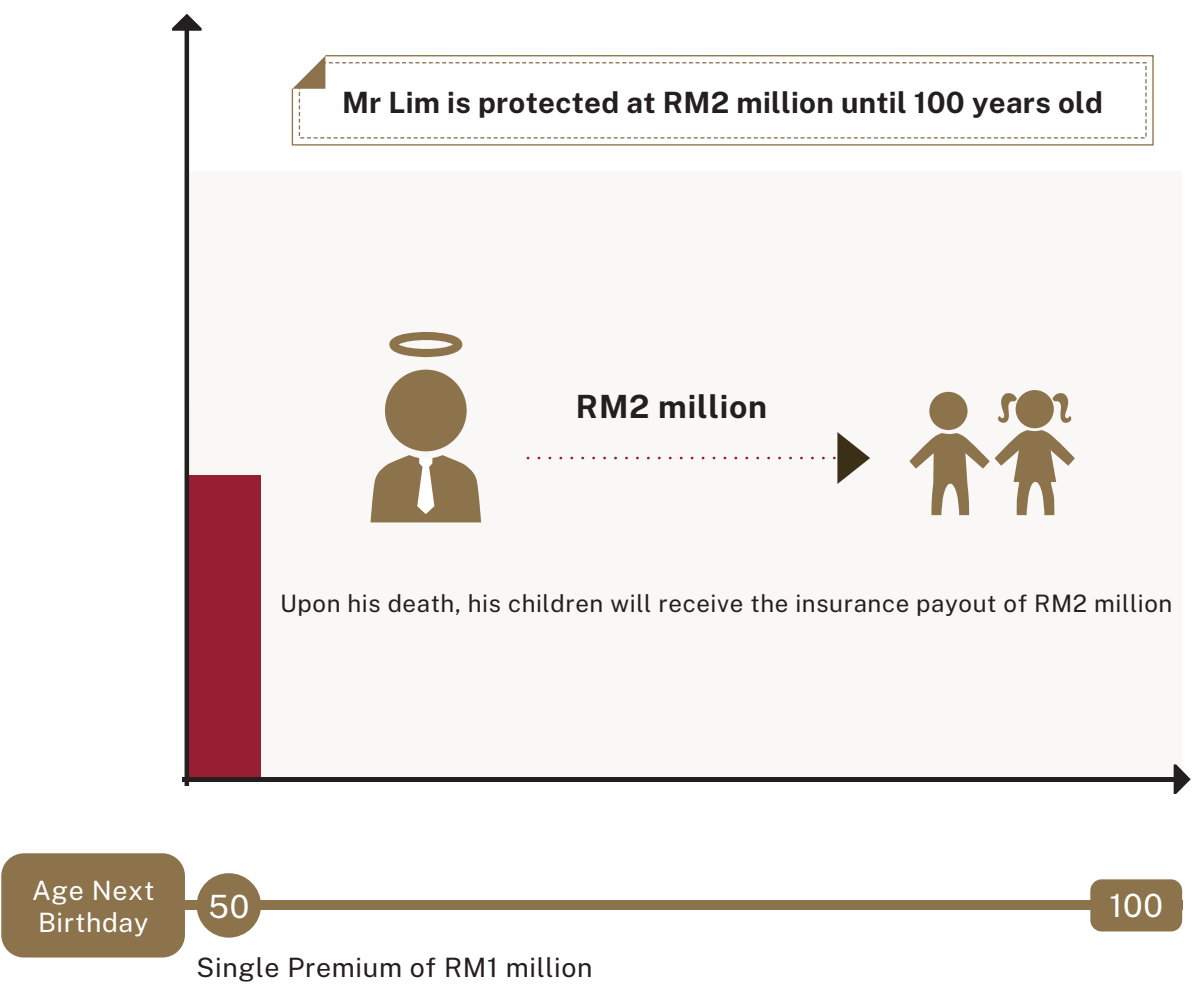 Mr Lim is protected at RM2 million until 100 years old
RM2 million
Upon his death, his children will receive the insurance payout of RM2 million
Age Next
Birthday
50
100
Single Premium of RM1 million